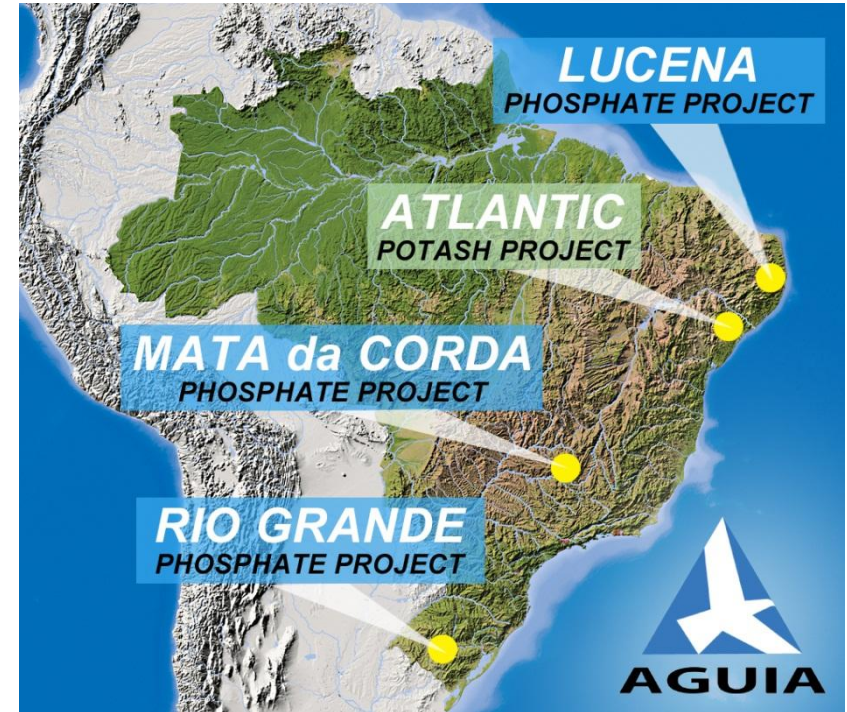 LUCENA
PHOSPHATE PROJECT
ATLANTIC
POTASH PROJECT
MATA da CORDA
PHOSPHATE PROJECT
RIO GRANDE
PHOSPHATE PROJECT
AGUIA